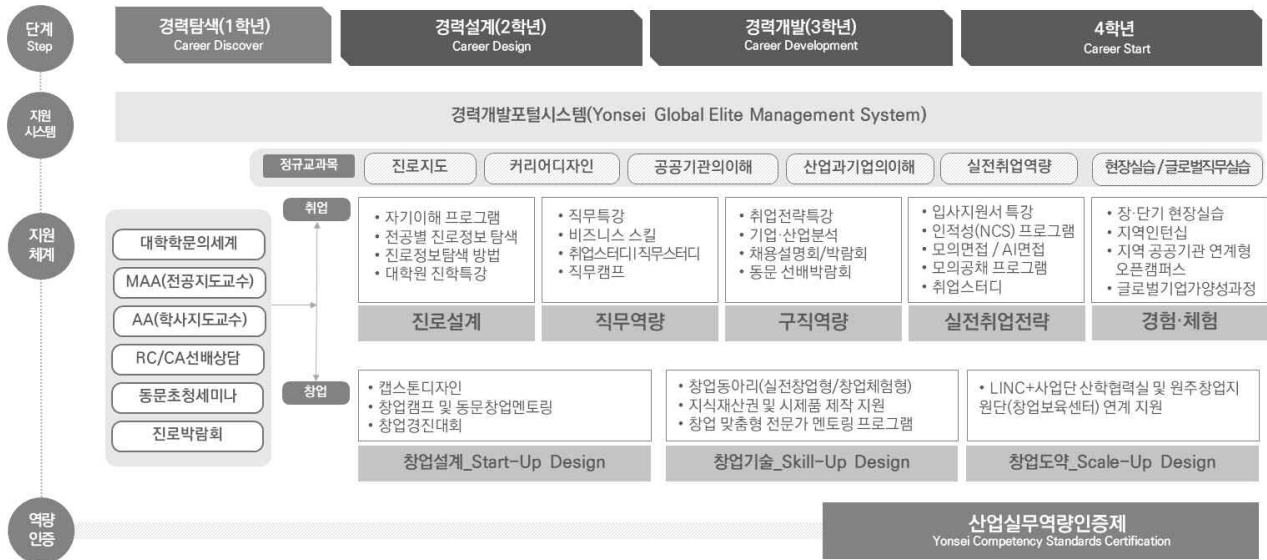 단계
Step
경력탐색(1학년)
Career Discover
경력설계(2학년)
Career Design
경력개발(3학년)
Career Development
4학년
Career Start
지원
시스템
경력개발포털시스템(Yonsei Global Elite Management System)
정규교과목
진로지도
커리어디자인
공공기관의이해
산업과기업의이해
실전취업역량
현장실습/글로벌직무실습
지원
체계
대학학문의세계
MAA(전공지도교수)
AA(학사지도교수)
RC/CA선배상담
동문초청세미나
진로박람회
취업
• 자기이해 프로그램
• 전공별 진로정보 탐색
• 진로정보탐색 방법
• 대학원 진학특강
진로설계
• 직무특강
• 비즈니스 스킬
• 취업스터디|직무스터디
• 직무캠프
직무역량
• 취업전략특강
• 기업·산업분석
• 채용설명회/박람회
• 동문 선배박람회
구직역량
• 입사지원서 특강
• 인적성(NCS) 프로그램
• 모의면접 / AI면접
• 모의공채 프로그램
• 취업스터디
실전취업전략
• 장·단기 현장실습
• 지역인턴십
• 지역 공공기관 연계형
오픈캠퍼스
• 글로벌기업가양성과정
경험·체험
창업
• 캡스톤디자인
• 창업캠프 및 동문창업멘토링
• 창업경진대회
창업설계_Start-Up Design
• 창업동아리(실전창업형/창업체험형)
• 지식재산권 및 시제품 제작 지원
• 창업 맞춤형 전문가 멘토링 프로그램
창업기술_Skill-Up Design
• LINC+사업단 산학협력실 및 원주창업지
원단(창업보육센터) 연계 지원
창업도약_Scale-Up Design
역량
인증
산업실무역량인증제
Yonsei Competency Standards Certification